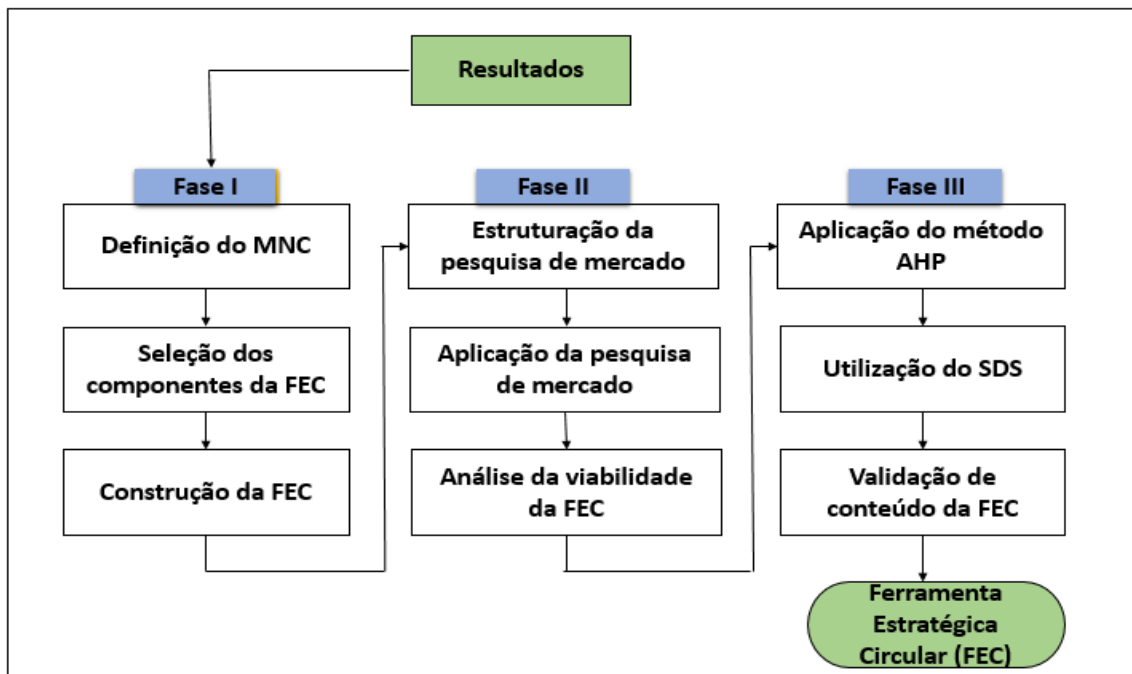 Resultados
Fase I
Definição do MNC
Seleção dos
componentes da FEC
Construção da FEC
Fase II
Estruturação da
pesquisa de mercado
Aplicação da pesquisa
de mercado
Análise da viabilidade
da FEC
Fase III
Aplicação do método
AHP
Utilização do SDS
Validação de
conteúdo da FEC
Ferramenta
Estratégica
Circular (FEC)